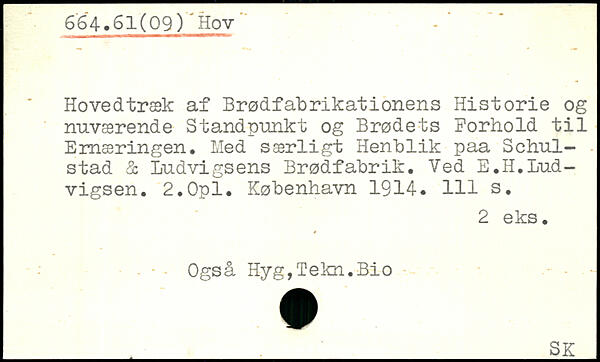 664.61(09) Hov
Hovedtræk af Brødfabrikationens Historie og
nuværende Standpunkt og Brødets Forhold til
Ernæringen. Med særligt Henblik paa Schul-
stad & Ludvigsens Brødfabrik. Ved E.H.Lud-
vigsen. 2.Opl. København 1914. 111 s.
2 eks.
Også Hyg,Tekn.Bio
SK